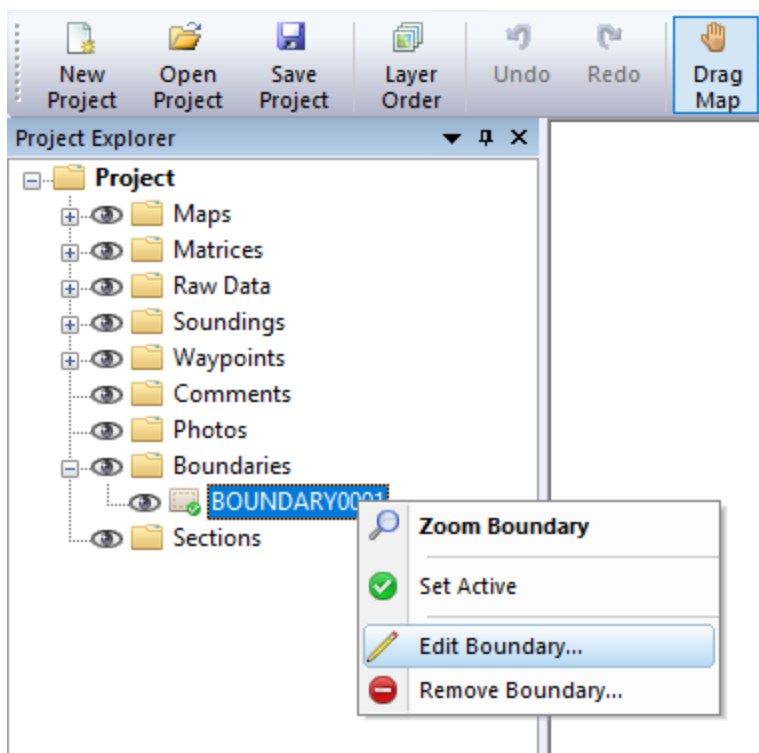 New Project
Open Project
Save Project
Layer Order
Undo
Redo
Drag Map
Project Explorer
Project
Maps
Matrices
Raw Data
Soundings
Waypoints
Comments
Photos
Boundaries
BOUNDARY0001
Sections
Zoom Boundary
Set Active
Edit Boundary...
Remove Boundary...